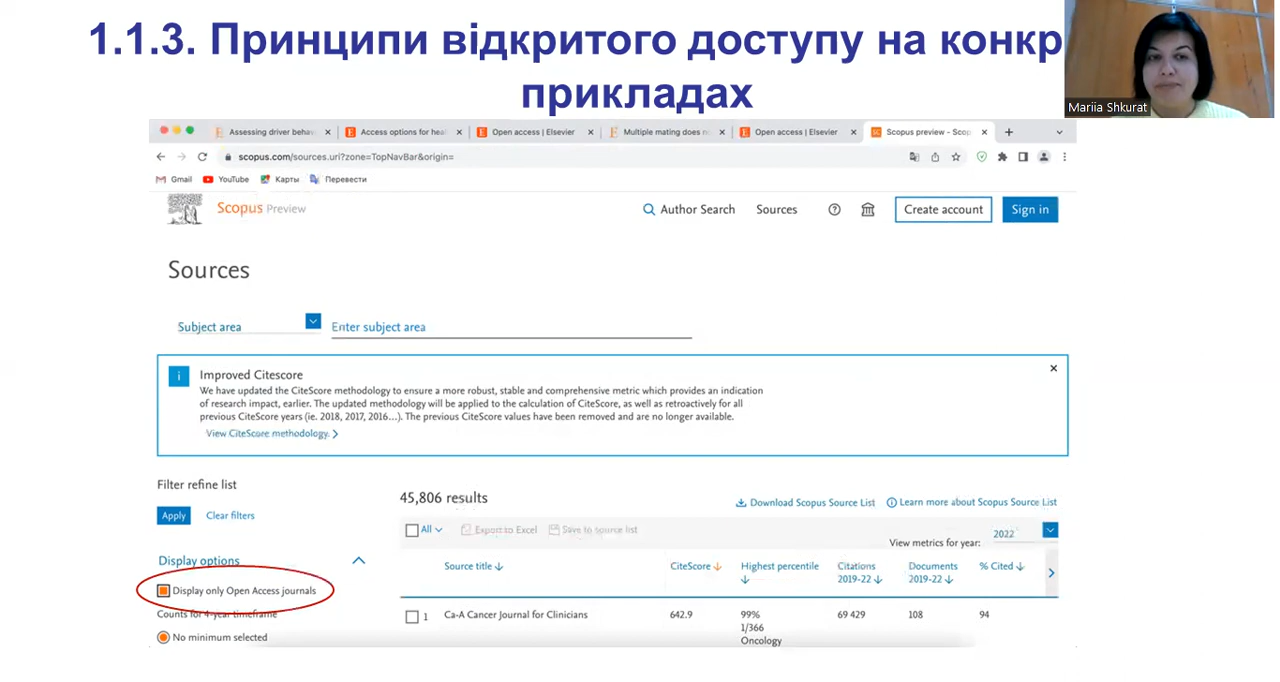 1.1.3. Принципи відкритого доступу на конкр
прикладах
Mariia Shkurat
Assessing driver beha
Access options for hea
Open access | Elsevier
Multiple mating does n
Open access | Elsevier
Scopus preview - Scop
scopus.com/sources.uri?zone=TopNavBar&origin=
Gmail YouTube Карты Перевести
Scopus Preview
Author Search Sources Create account Sign in
Sources
Subject area Enter subject area
Improved Citescore
We have updated the CiteScore methodology to ensure a more robust, stable and comprehensive metric which provides an indication
of research impact, earlier. The updated methodology will be applied to the calculation of CiteScore, as well as retroactively for all
previous CiteScore years (ie. 2018, 2017, 2016...). The previous CiteScore values have been removed and are no longer available.
View CiteScore methodology.
Filter refine list
Apply Clear filters
45,806 results
Download Scopus Source List Learn more about Scopus Source List
All Export to Excel Save to source list
View metrics for year: 2022
Display options
Display only Open Access journals
Counts for 4-year timeframe
No minimum selected
Source title CiteScore Highest percentile Citations 2019-22 Documents 2019-22 % Cited
1 Ca-A Cancer Journal for Clinicians 642.9 99% 69 429 108 94
1/366
Oncology